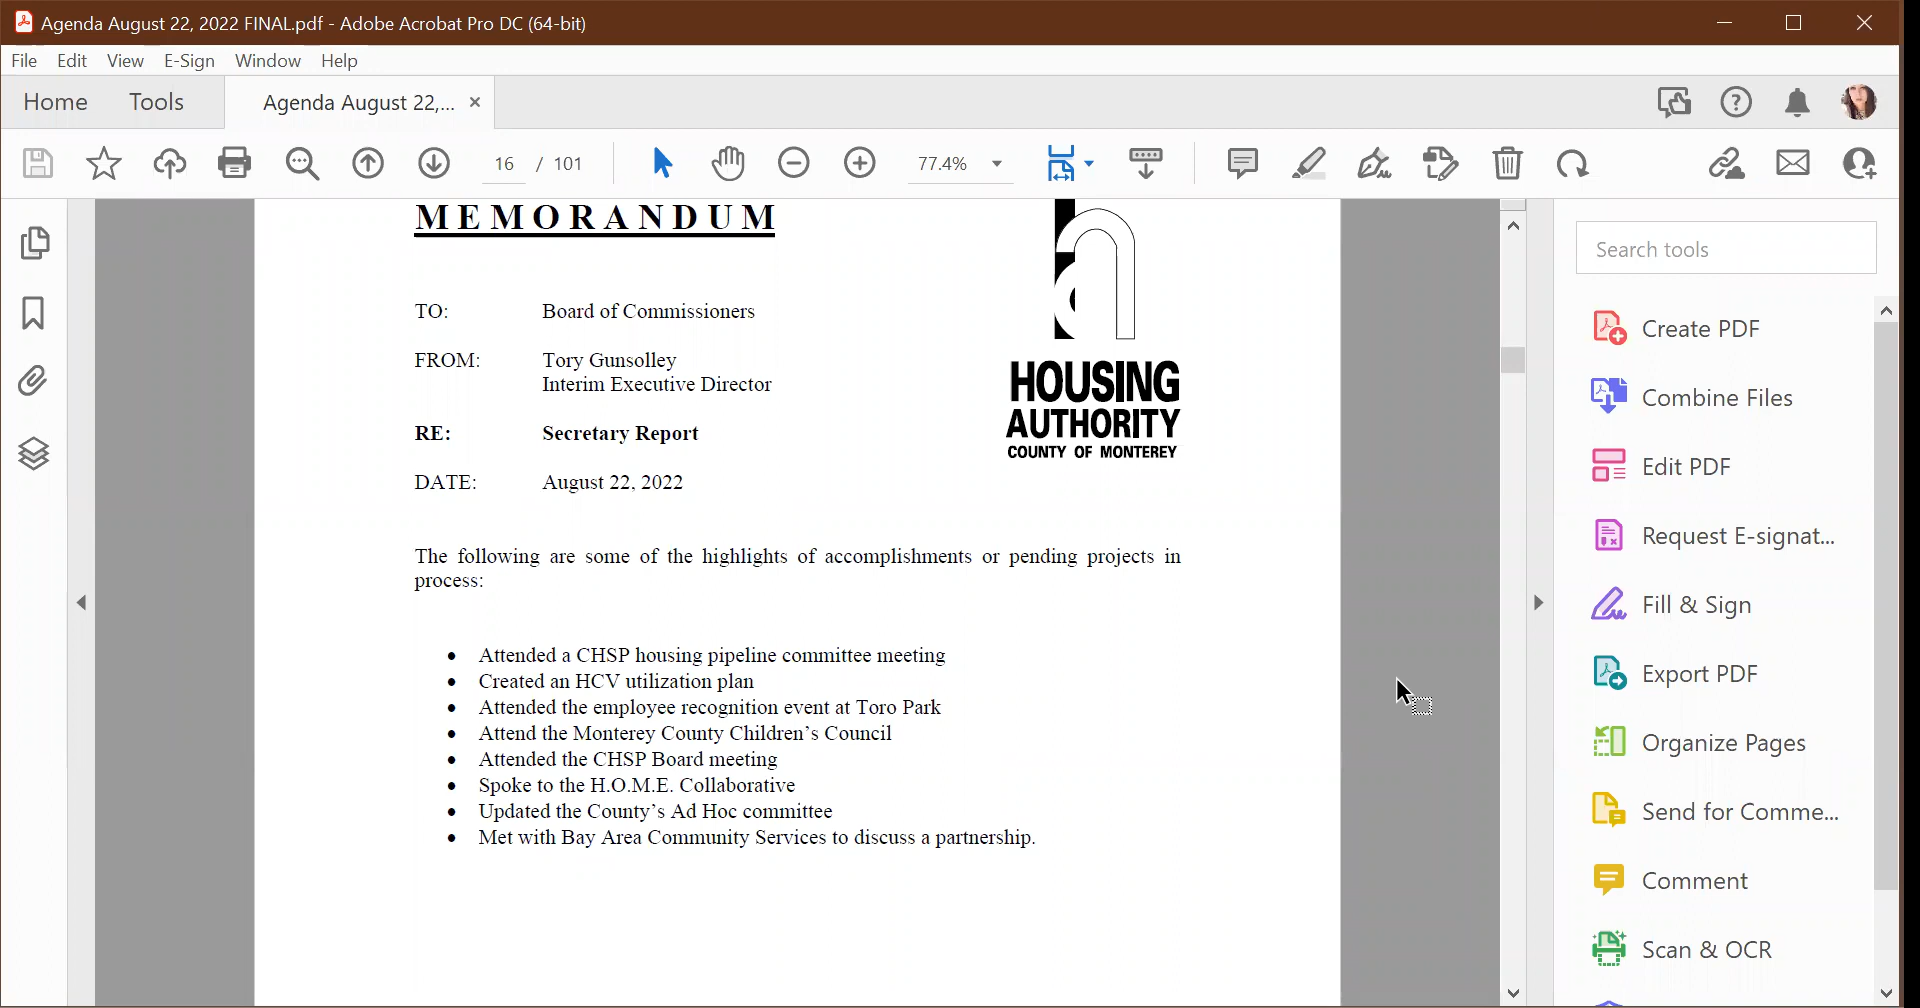 Agenda August 22, 2022 FINAL.pdf - Adobe Acrobat Pro DC (64-bit)
File Edit View E-Sign Window Help
Home Tools Agenda August 22,... ×
16 / 101 77.4%
MEMORANDUM
TO: Board of Commissioners
FROM: Tory Gunsolley
Interim Executive Director
RE: Secretary Report
DATE: August 22, 2022
HOUSING
AUTHORITY
COUNTY OF MONTEREY
The following are some of the highlights of accomplishments or pending projects in
process:
• Attended a CHSP housing pipeline committee meeting
• Created an HCV utilization plan
• Attended the employee recognition event at Toro Park
• Attend the Monterey County Children’s Council
• Attended the CHSP Board meeting
• Spoke to the H.O.M.E. Collaborative
• Updated the County’s Ad Hoc committee
• Met with Bay Area Community Services to discuss a partnership.
Search tools
Create PDF
Combine Files
Edit PDF
Request E-signat...
Fill & Sign
Export PDF
Organize Pages
Send for Comme...
Comment
Scan & OCR